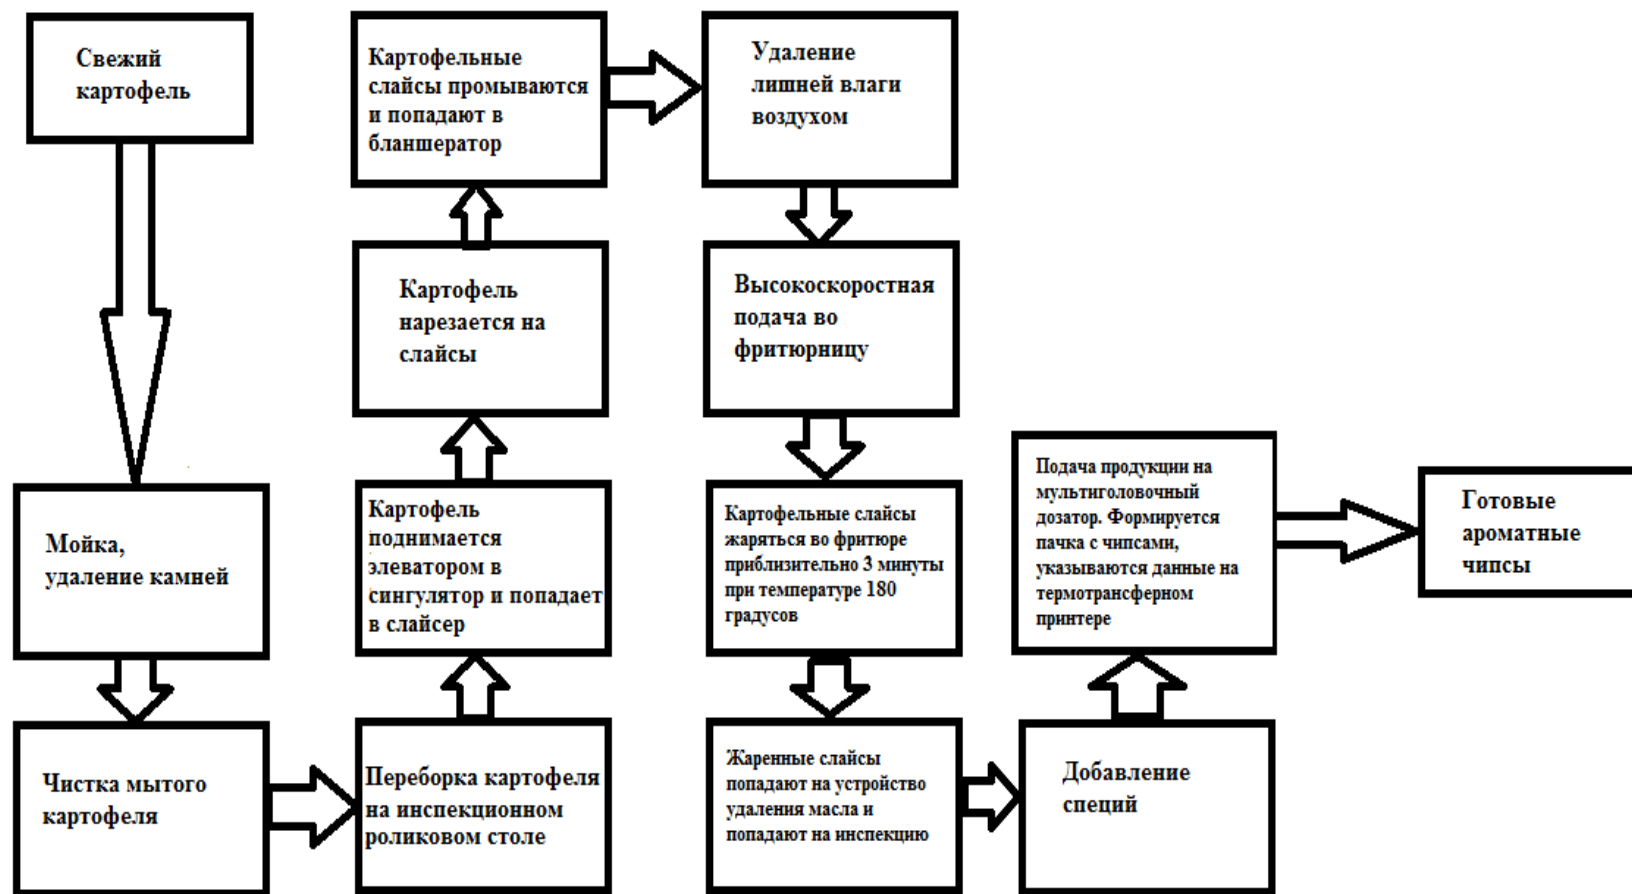 Свежий
картофель
Мойка,
удаление камней
Чистка мытого
картофеля
Переборка картофеля
на инспекционном
роликовом столе
Картофель
поднимается
элеватором в
сингулятор и попадает
в слайсер
Картофель
нарезается на
слайсы
Картофельные
слайсы промываются
и попадают в
бланшератор
Удаление
лишней влаги
воздухом
Высокоскоростная
подача во
фритюрницу
Картофельные слайсы
жаряться во фритюре
приблизительно 3 минуты
при температуре 180
градусов
Жаренные слайсы
попадают на устройство
удаления масла и
попадают на инспекцию
Добавление
специй
Подача продукции на
мультиголовочный
дозатор. Формируется
пачка с чипсами,
указываются данные на
термотрансферном
принтере
Готовые
ароматные
чипсы